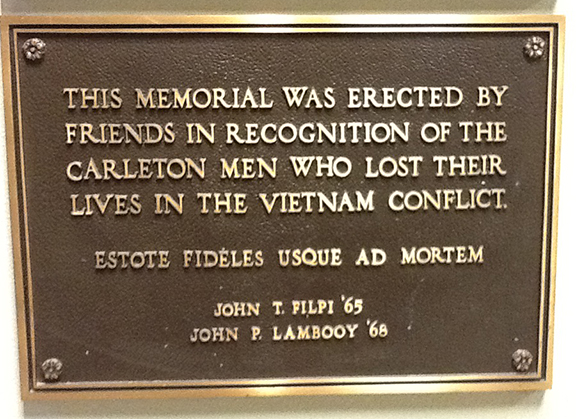 THIS MEMORIAL WAS ERECTED BY
FRIENDS IN RECOGNITION OF THE
CARLETON MEN WHO LOST THEIR
LIVES IN THE VIETNAM CONFLICT.
ESTOTE FIDELES USQUE AD MORTEM
JOHN T. FILPI '65
JOHN P. LAMBOOY '68